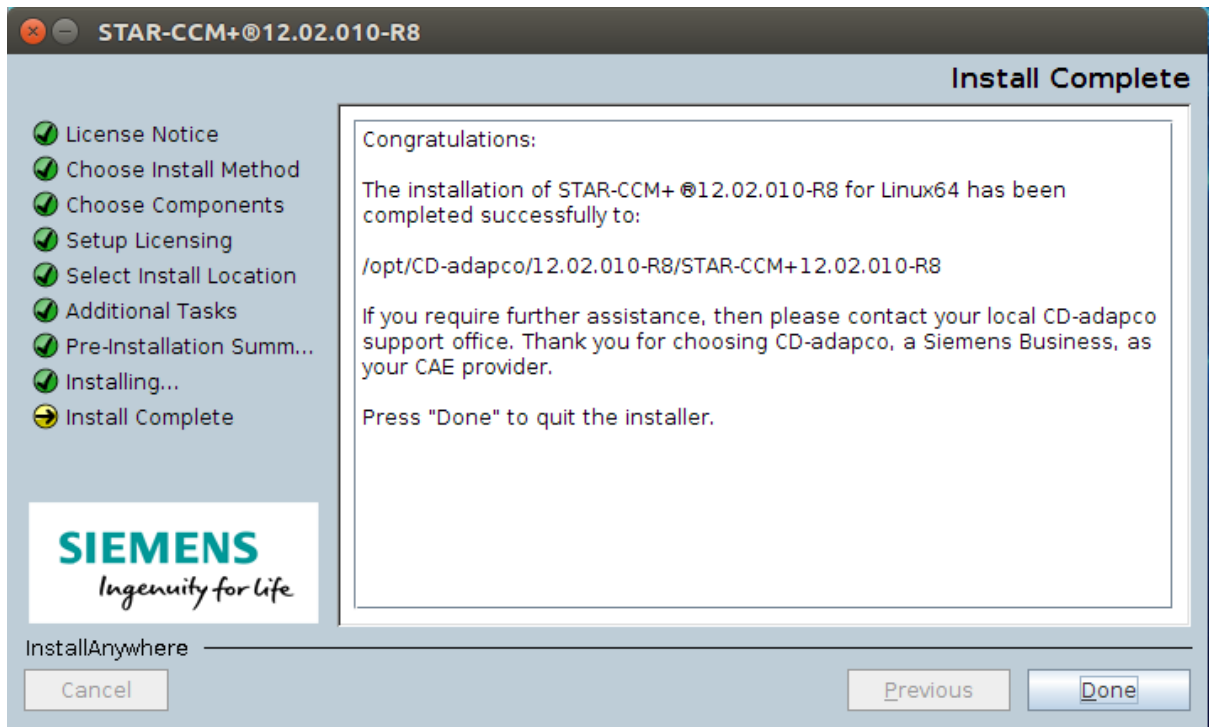 STAR-CCM+®12.02.010-R8
Install Complete
License Notice
Choose Install Method
Choose Components
Setup Licensing
Select Install Location
Additional Tasks
Pre-Installation Summ...
Installing...
Install Complete
Congratulations:
The installation of STAR-CCM+ ®12.02.010-R8 for Linux64 has been
completed successfully to:
/opt/CD-adapco/12.02.010-R8/STAR-CCM+12.02.010-R8
If you require further assistance, then please contact your local CD-adapco
support office. Thank you for choosing CD-adapco, a Siemens Business, as
your CAE provider.
Press "Done" to quit the installer.
SIEMENS
Ingenuity for life
InstallAnywhere
Cancel
Previous
Done